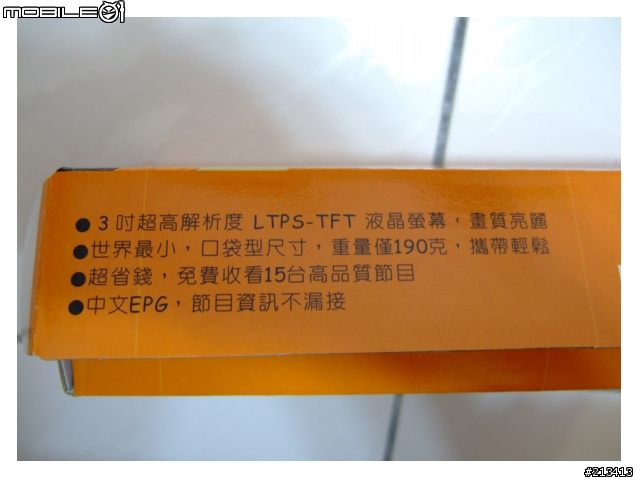 MOBILE01
● 3 吋超高解析度 LTPS-TFT 液晶螢幕，畫質亮麗
●世界最小，口袋型尺寸，重量僅190克，攜帶輕鬆
●超省錢，免費收看15台高品質節目
●中文EPG，節目資訊不漏接
#213413